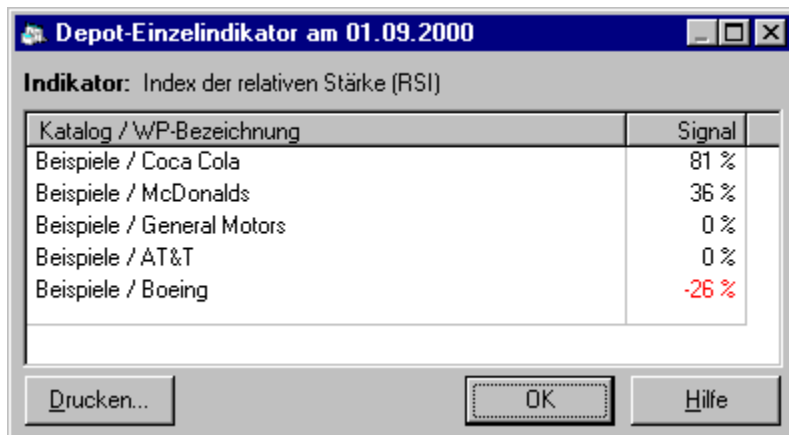 Depot-Einzelindikator am 01.09.2000
Indikator: Index der relativen Stärke (RSI)
Katalog / WP-Bezeichnung Signal
Beispiele / Coca Cola 81 %
Beispiele / McDonalds 36 %
Beispiele / General Motors 0 %
Beispiele / AT&T 0 %
Beispiele / Boeing -26 %
Drucken... OK Hilfe